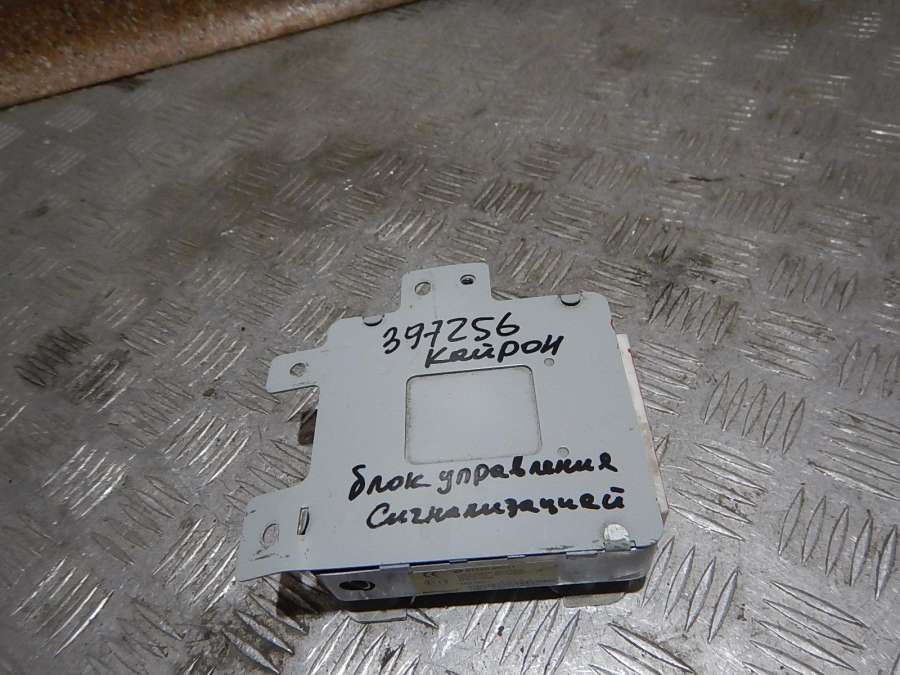 397256
Кайрон
блок управления
Сигнализацией